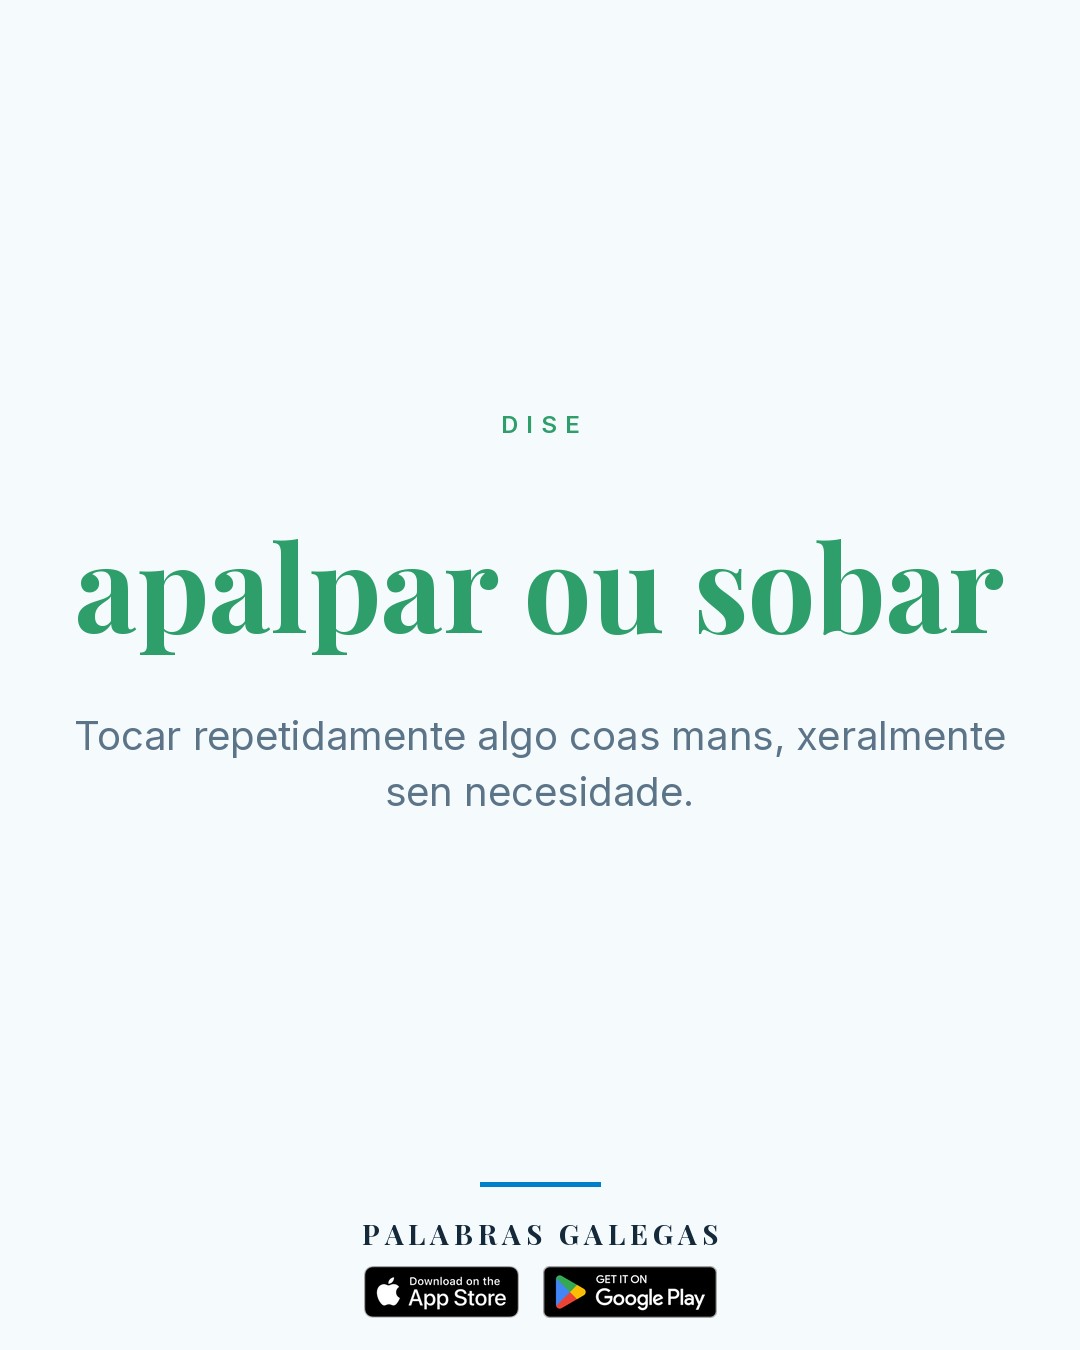 DISE
apalpar ou sobar
Tocar repetidamente algo coas mans, xeralmente
sen necesidade.
PALABRAS GALEGAS
Download on the
App Store
GET IT ON
Google Play